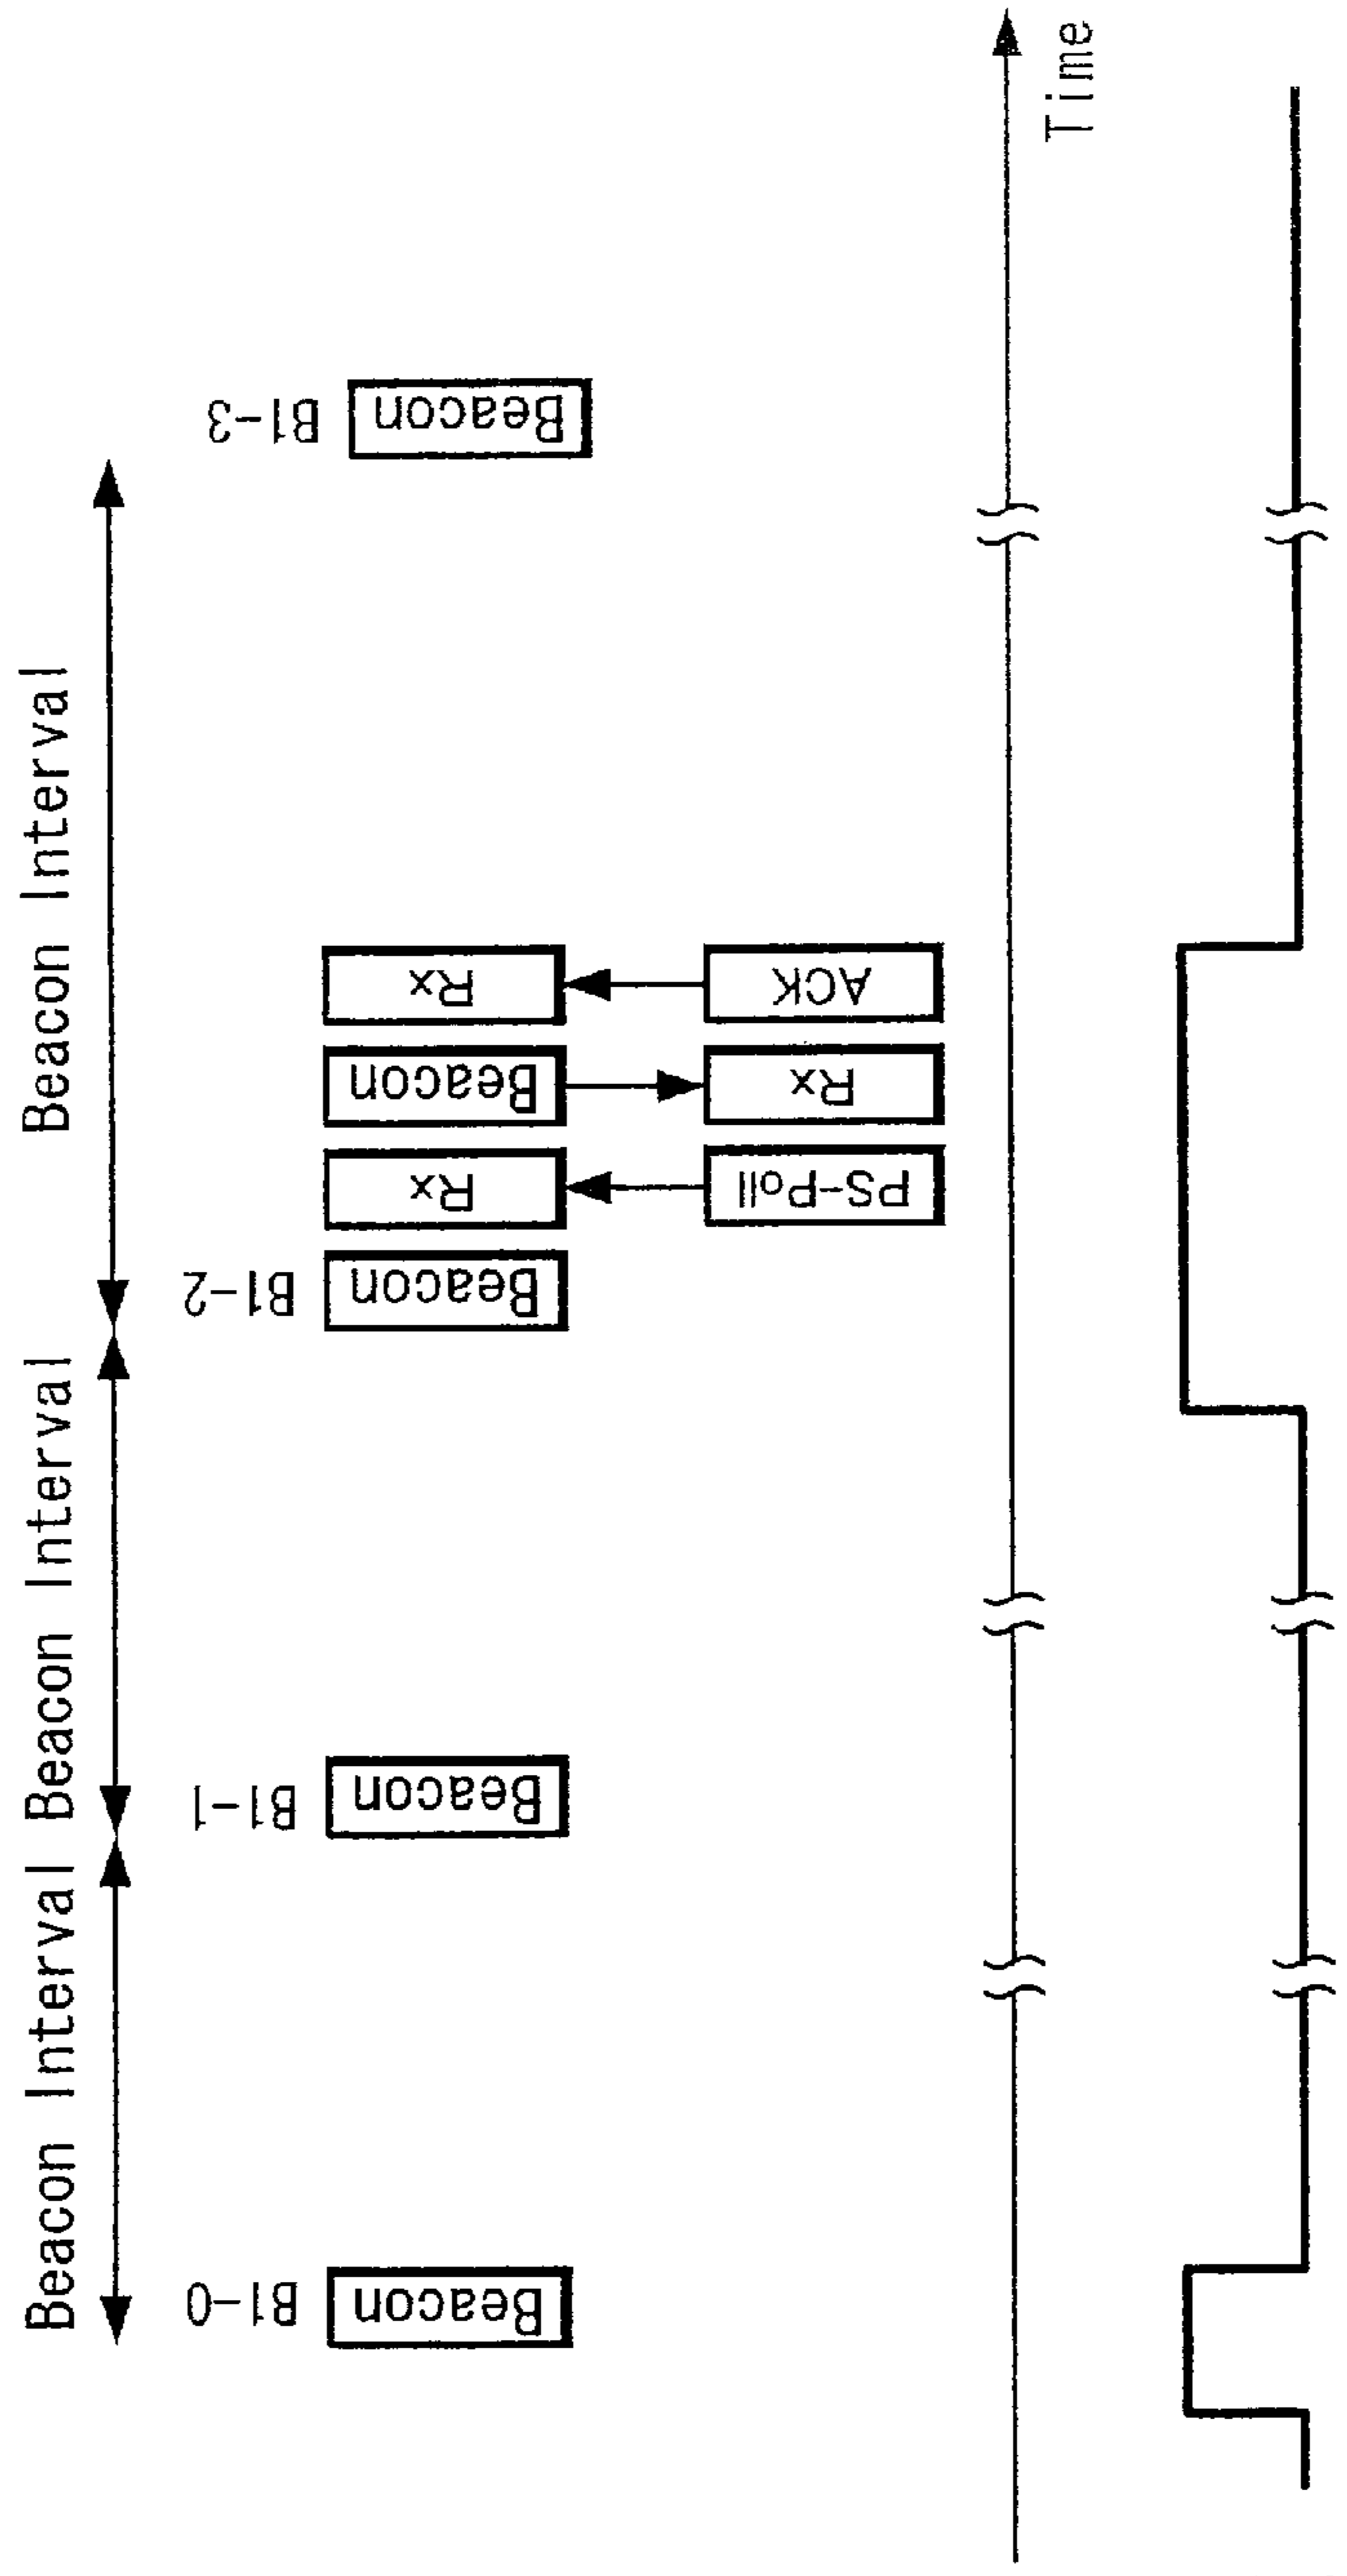 Beacon Interval Beacon Interval Beacon Interval
B1-0 B1-1 B1-2 B1-3
Beacon Beacon Beacon Rx Beacon Rx Beacon
PS-Poll Rx ACK
Time